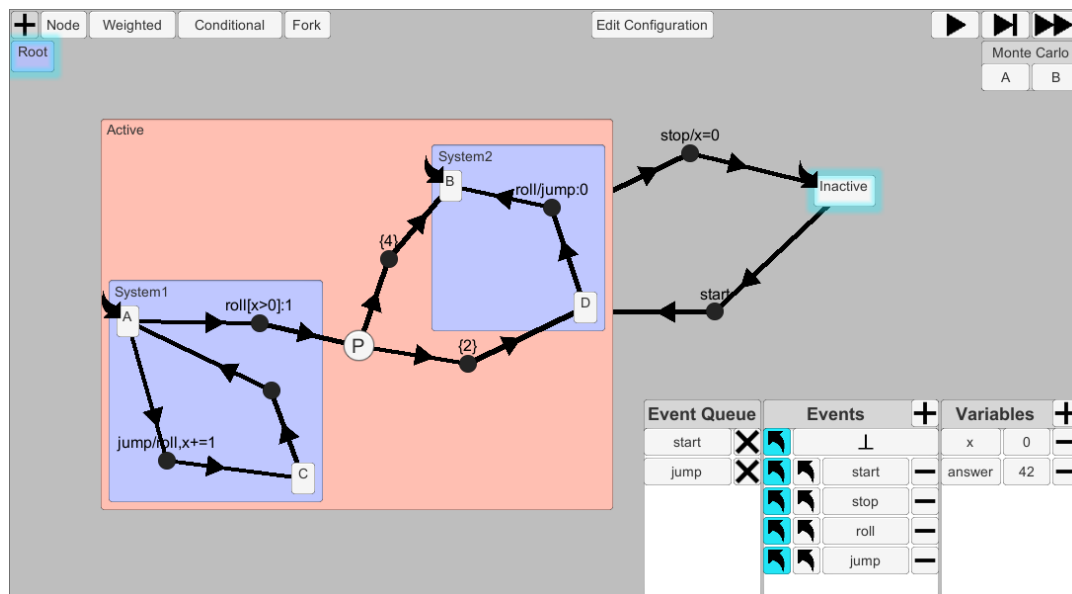 Node Weighted Conditional Fork Edit Configuration
Root
Monte Carlo
A B
Active
stop/x=0
System2
B
roll/jump:0
Inactive
{4}
System1
roll[x>0]:1
D
start
A
P
{2}
jump/roll,x+=1
C
Event Queue Events Variables
start ⊥ x 0
jump start answer 42
stop
roll
jump